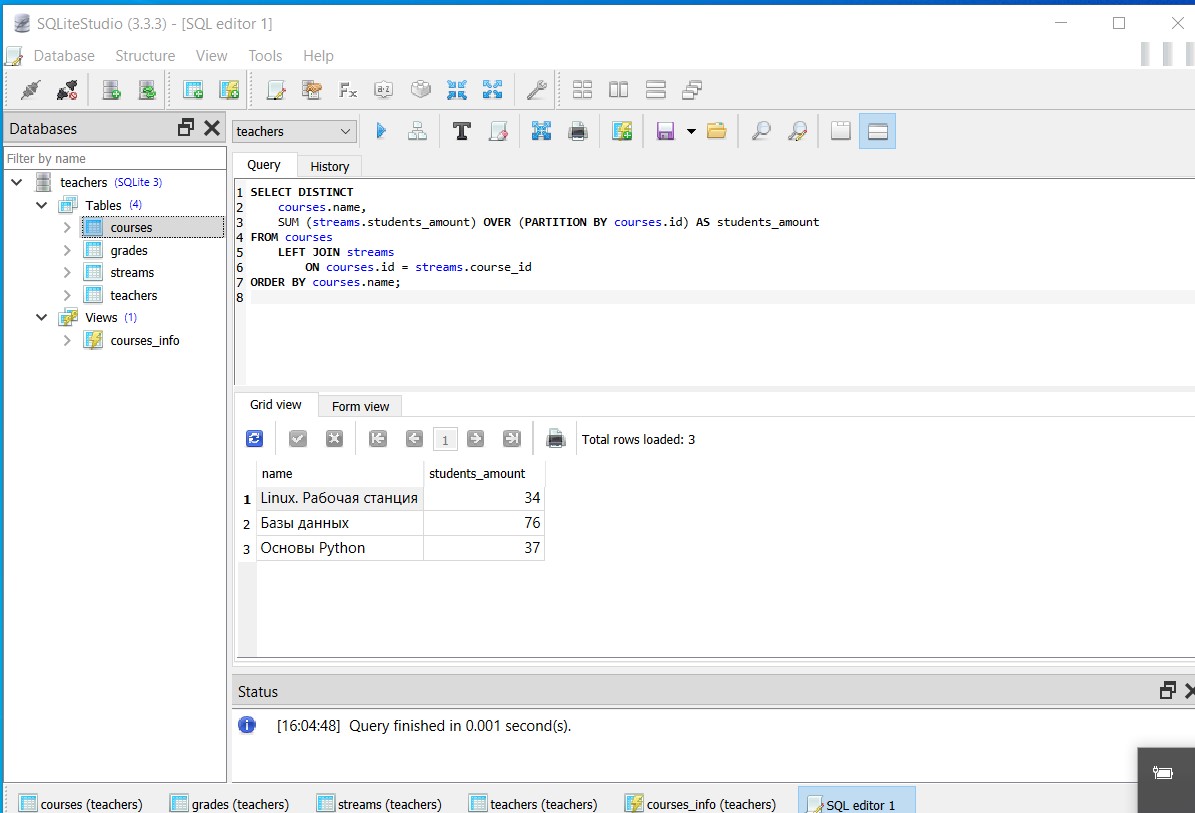 SQLiteStudio (3.3.3) - [SQL editor 1]
Database Structure View Tools Help
Databases
teachers
Filter by name
Query History
teachers (SQLite 3)
Tables (4)
courses
grades
streams
teachers
Views (1)
courses_info
1 SELECT DISTINCT
2 courses.name,
3 SUM (streams.students_amount) OVER (PARTITION BY courses.id) AS students_amount
4 FROM courses
5 LEFT JOIN streams
6 ON courses.id = streams.course_id
7 ORDER BY courses.name;
8
Grid view Form view
1 Total rows loaded: 3
name students_amount
1 Linux. Рабочая станция 34
2 Базы данных 76
3 Основы Python 37
Status
[16:04:48] Query finished in 0.001 second(s).
courses (teachers) grades (teachers) streams (teachers) teachers (teachers) courses_info (teachers) SQL editor 1